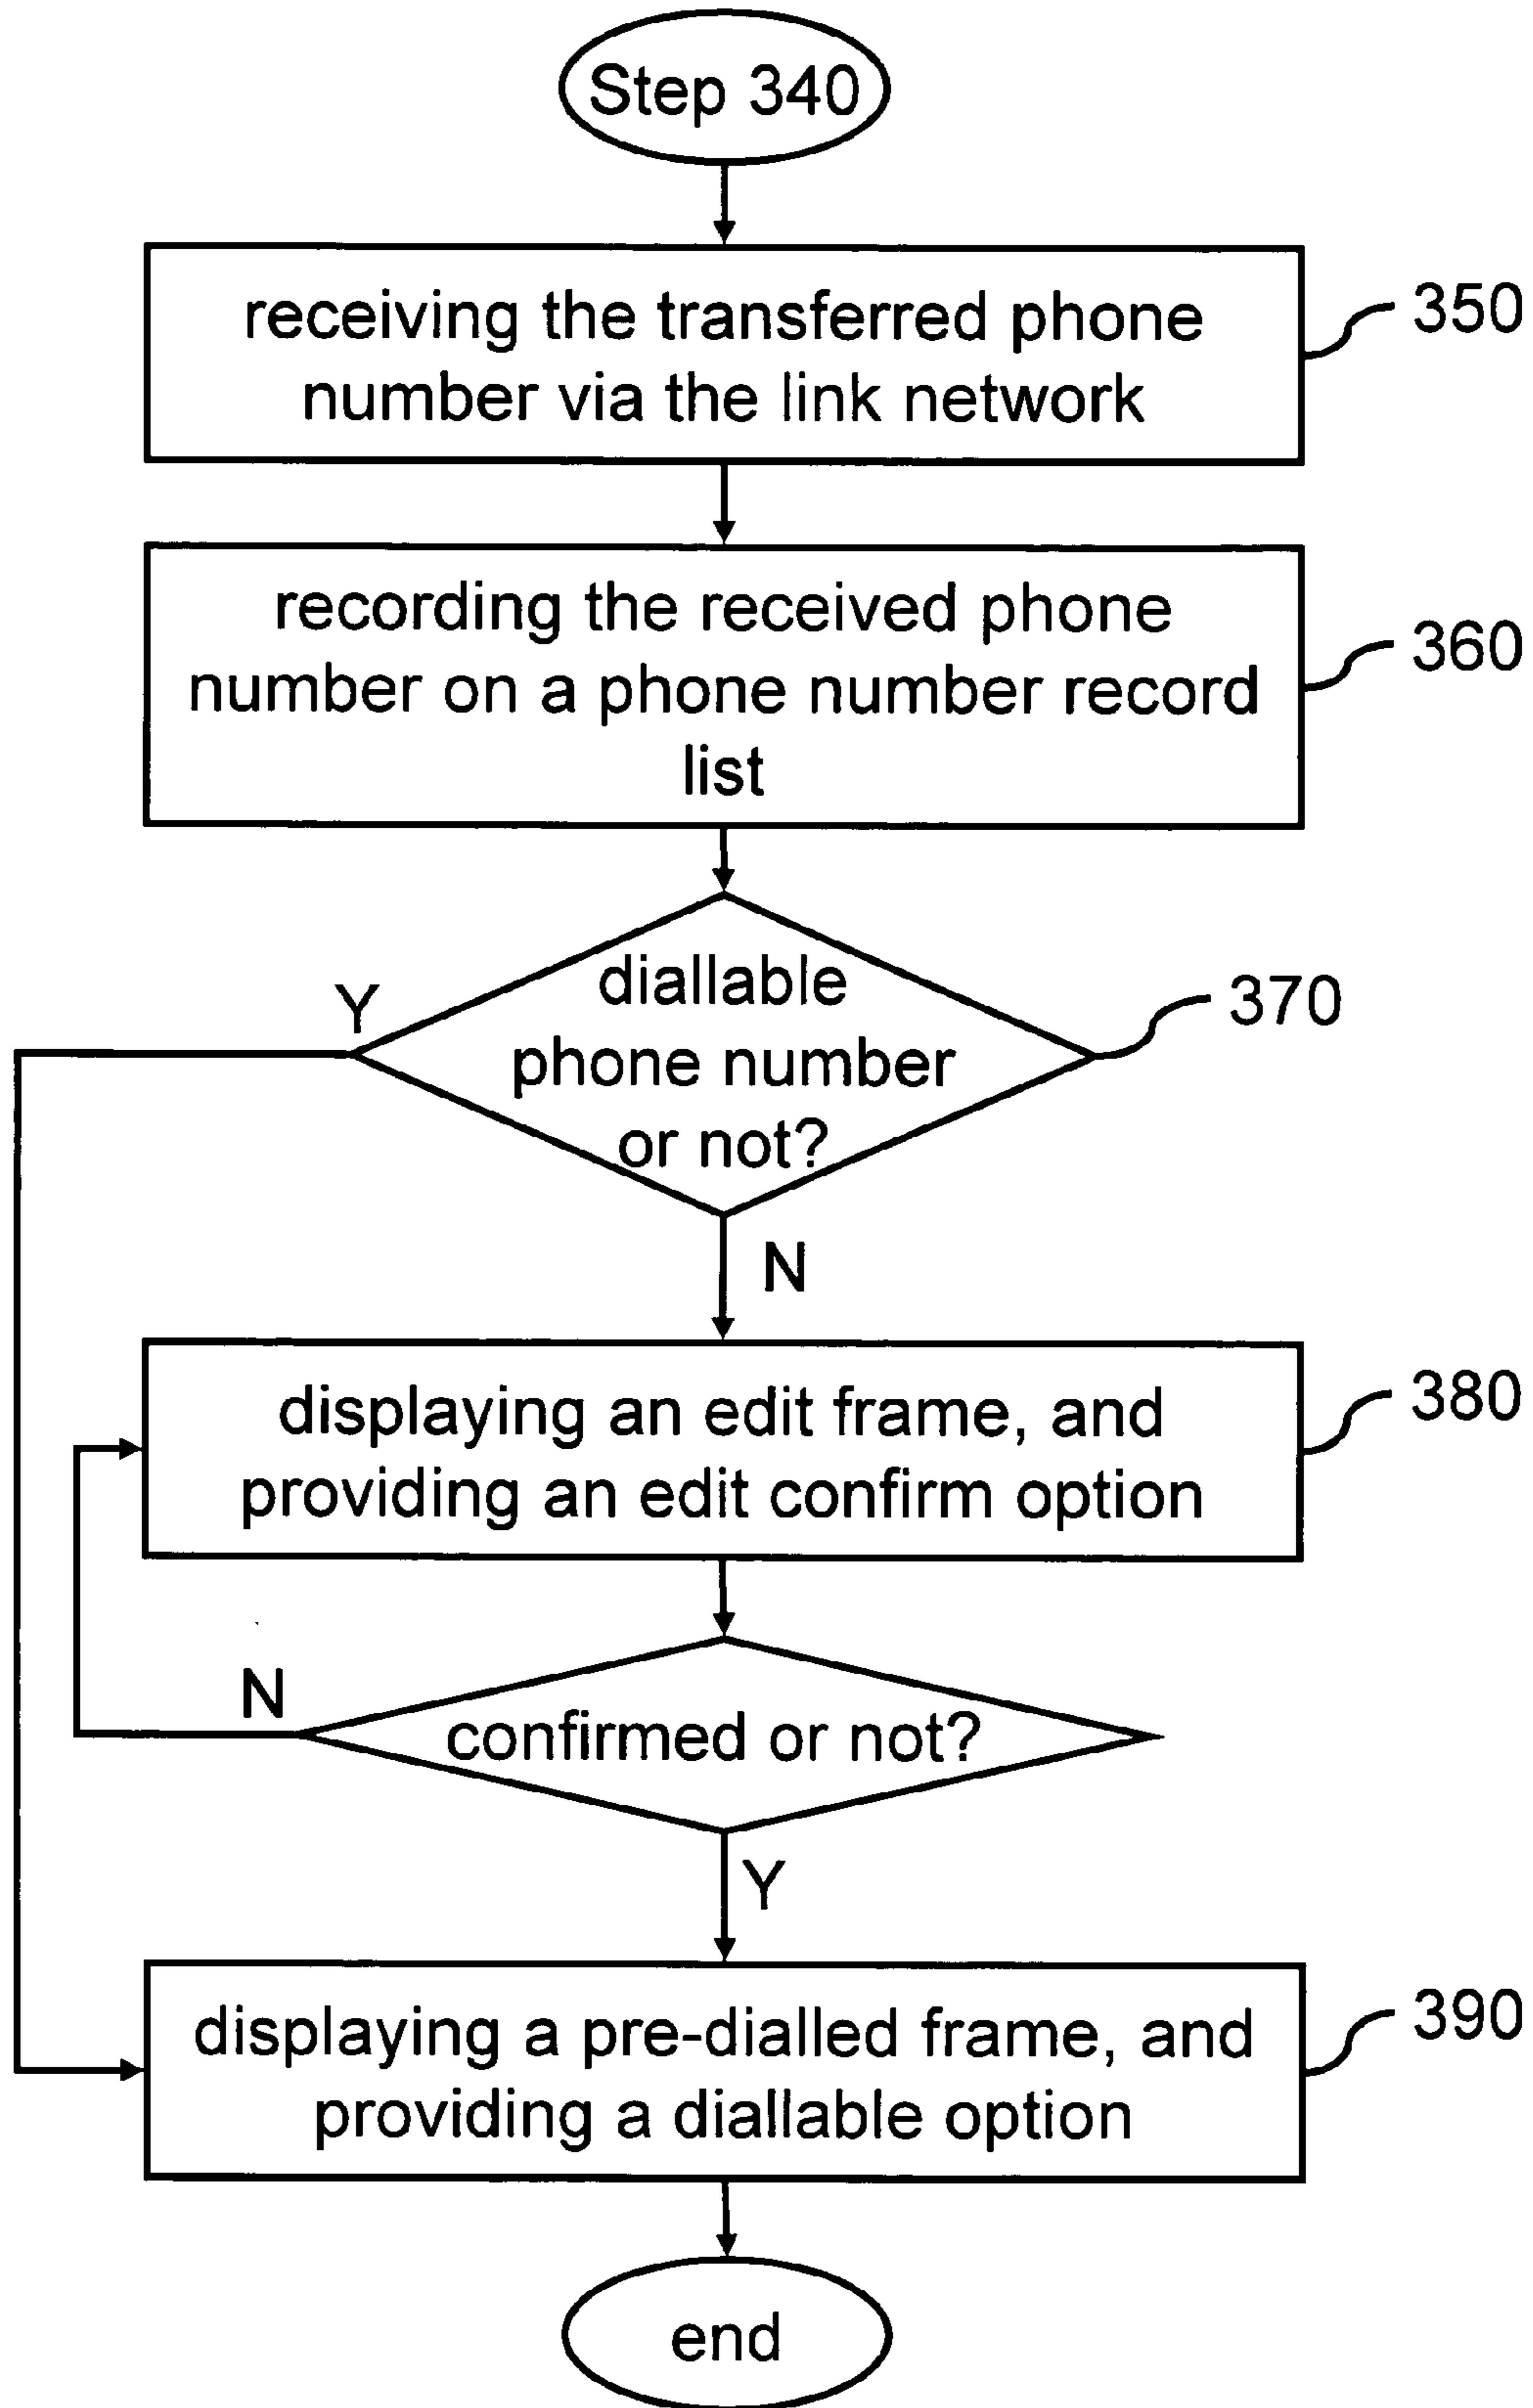 Step 340
receiving the transferred phone
number via the link network
350
recording the received phone
number on a phone number record
list
360
diallable
phone number
or not?
370
Y
N
displaying an edit frame, and
providing an edit confirm option
380
confirmed or not?
N
Y
displaying a pre-dialled frame, and
providing a diallable option
390
end